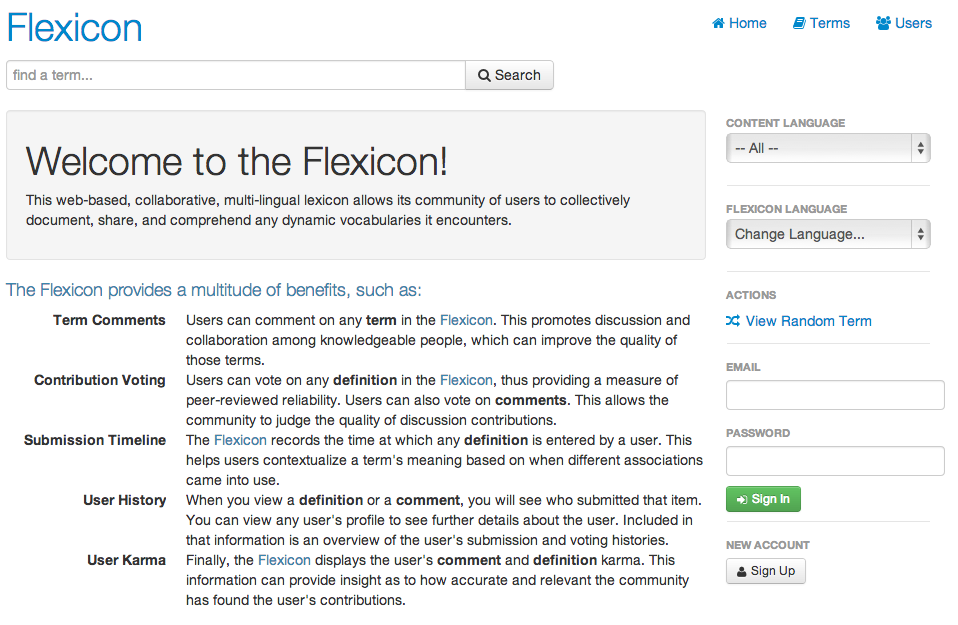 Flexicon
Home Terms Users
find a term...
Search
Welcome to the Flexicon!
This web-based, collaborative, multi-lingual lexicon allows its community of users to collectively
document, share, and comprehend any dynamic vocabularies it encounters.
The Flexicon provides a multitude of benefits, such as:
Term Comments
Users can comment on any term in the Flexicon. This promotes discussion and
collaboration among knowledgeable people, which can improve the quality of
those terms.
Contribution Voting
Users can vote on any definition in the Flexicon, thus providing a measure of
peer-reviewed reliability. Users can also vote on comments. This allows the
community to judge the quality of discussion contributions.
Submission Timeline
The Flexicon records the time at which any definition is entered by a user. This
helps users contextualize a term's meaning based on when different associations
came into use.
User History
When you view a definition or a comment, you will see who submitted that item.
You can view any user's profile to see further details about the user. Included in
that information is an overview of the user's submission and voting histories.
User Karma
Finally, the Flexicon displays the user's comment and definition karma. This
information can provide insight as to how accurate and relevant the community
has found the user's contributions.
CONTENT LANGUAGE
-- All --
FLEXICON LANGUAGE
Change Language...
ACTIONS
View Random Term
EMAIL
PASSWORD
Sign In
NEW ACCOUNT
Sign Up